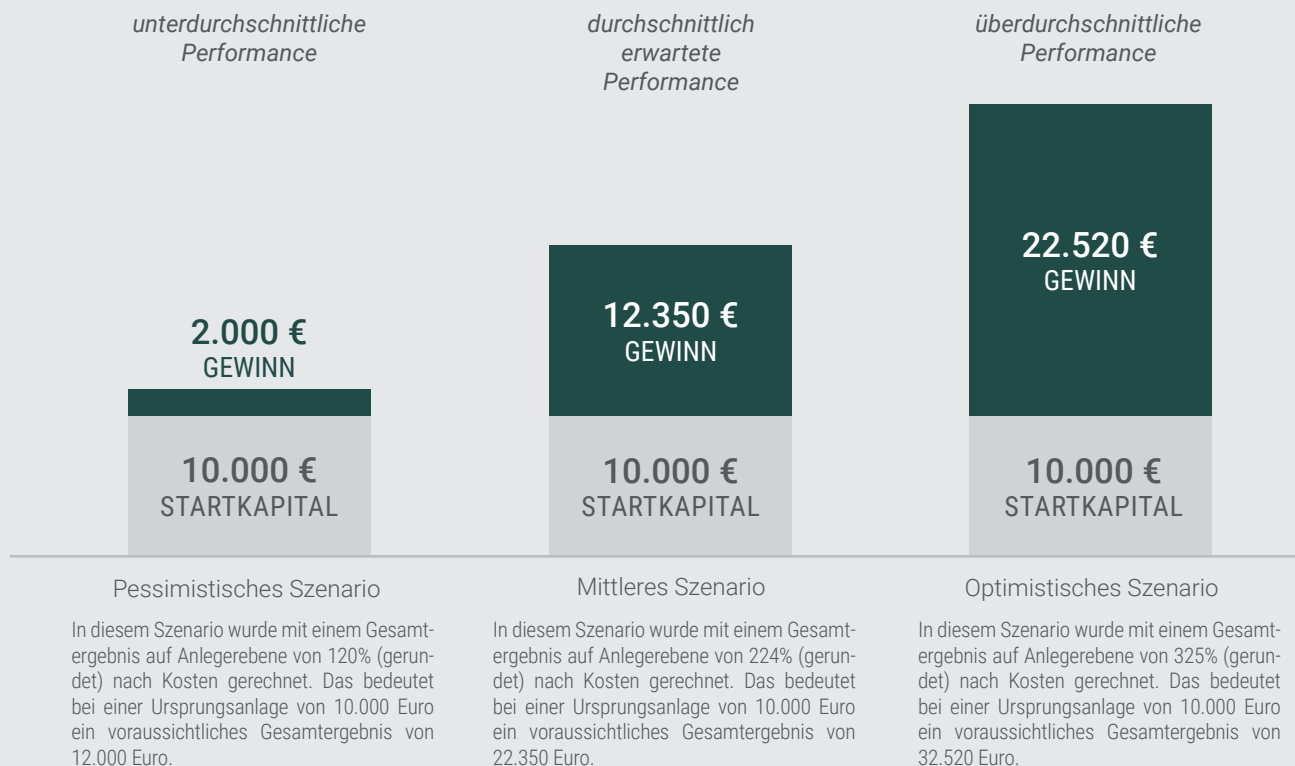 unterdurchschnittliche
Performance
durchschnittlich
erwartete
Performance
überdurchschnittliche
Performance
2.000 €
GEWINN
10.000 €
STARTKAPITAL
12.350 €
GEWINN
10.000 €
STARTKAPITAL
22.520 €
GEWINN
10.000 €
STARTKAPITAL
Pessimistisches Szenario
In diesem Szenario wurde mit einem Gesamt-
ergebnis auf Anlegerebene von 120% (gerun-
det) nach Kosten gerechnet. Das bedeutet
bei einer Ursprungsanlage von 10.000 Euro
ein voraussichtliches Gesamtergebnis von
12.000 Euro.
Mittleres Szenario
In diesem Szenario wurde mit einem Gesamt-
ergebnis auf Anlegerebene von 224% (gerun-
det) nach Kosten gerechnet. Das bedeutet
bei einer Ursprungsanlage von 10.000 Euro
ein voraussichtliches Gesamtergebnis von
22.350 Euro.
Optimistisches Szenario
In diesem Szenario wurde mit einem Gesamt-
ergebnis auf Anlegerebene von 325% (gerun-
det) nach Kosten gerechnet. Das bedeutet
bei einer Ursprungsanlage von 10.000 Euro
ein voraussichtliches Gesamtergebnis von
32.520 Euro.